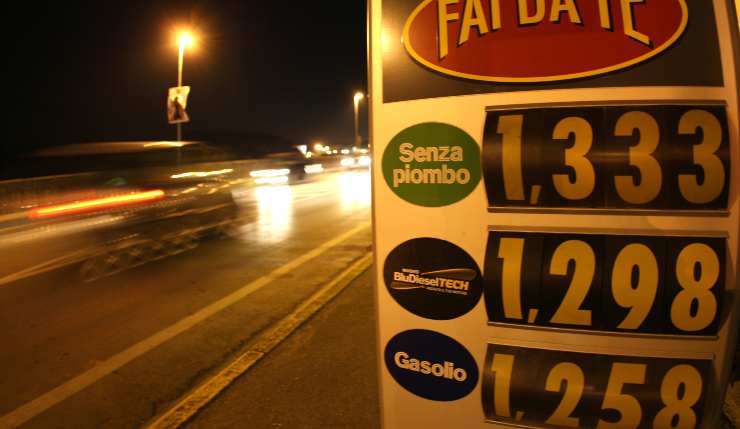 FAI DA TE
Senza
piombo
1,333
BluDieselTECH
1,298
Gasolio
1,258